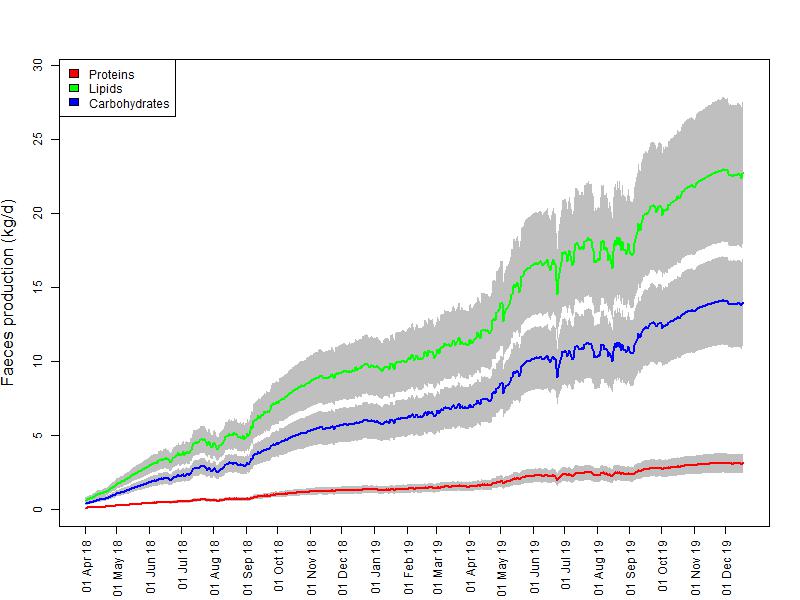 Proteins
Lipids
Carbohydrates
Faeces production (kg/d)
30
25
20
15
10
5
0
01 Apr 18
01 May 18
01 Jun 18
01 Jul 18
01 Aug 18
01 Sep 18
01 Oct 18
01 Nov 18
01 Dec 18
01 Jan 19
01 Feb 19
01 Mar 19
01 Apr 19
01 May 19
01 Jun 19
01 Jul 19
01 Aug 19
01 Sep 19
01 Oct 19
01 Nov 19
01 Dec 19